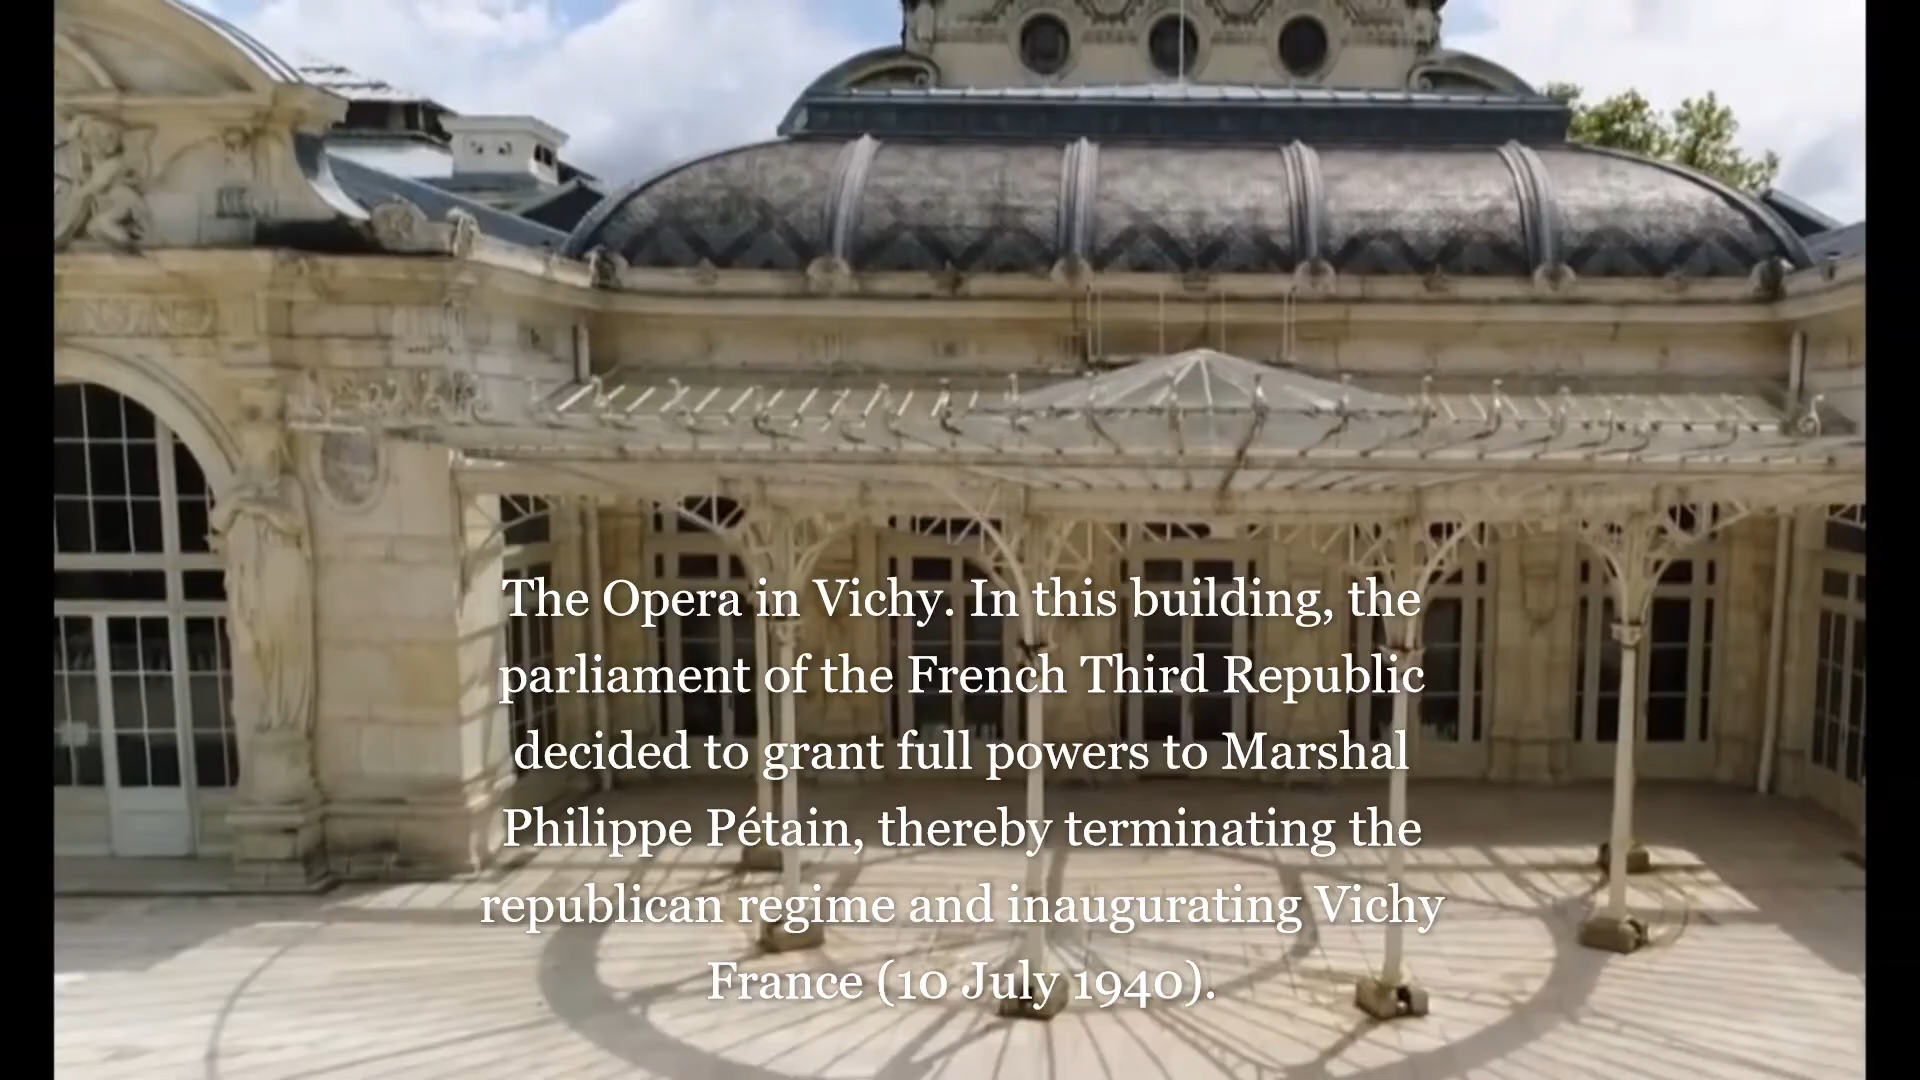 The Opera in Vichy. In this building, the
parliament of the French Third Republic
decided to grant full powers to Marshal
Philippe Pétain, thereby terminating the
republican regime and inaugurating Vichy
France (10 July 1940).